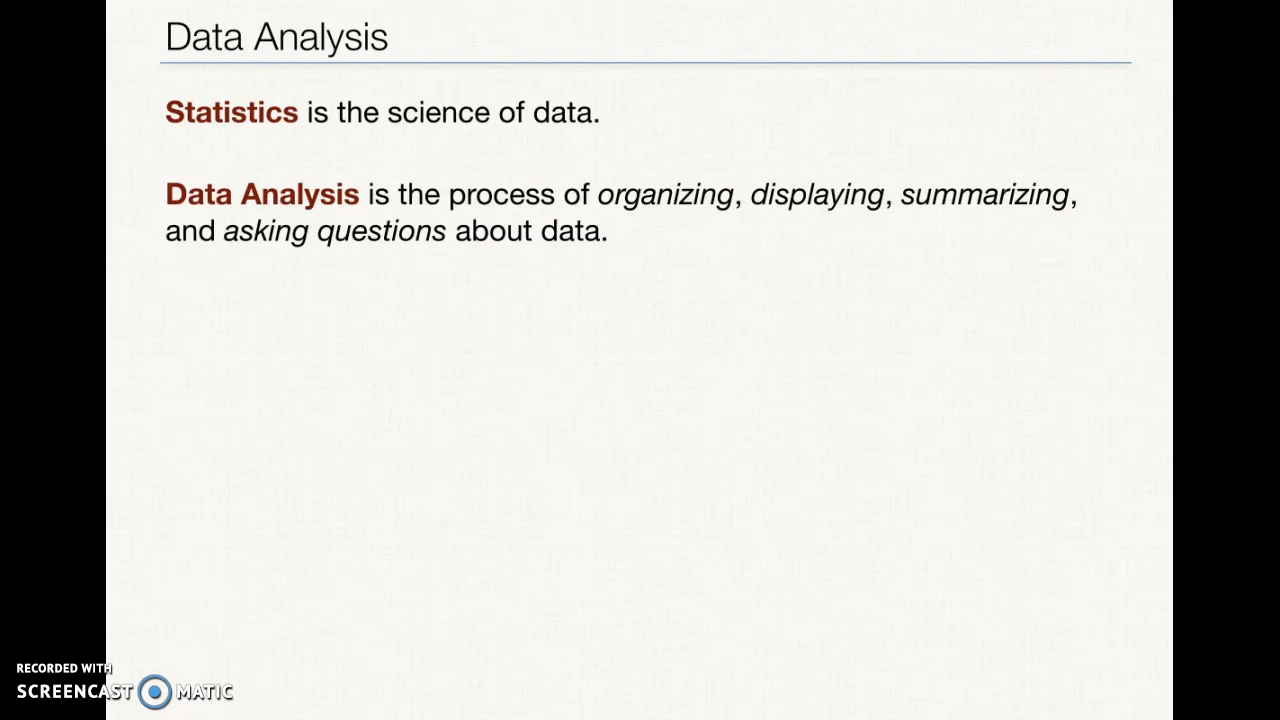 Data Analysis
Statistics is the science of data.
Data Analysis is the process of organizing, displaying, summarizing,
and asking questions about data.
RECORDED WITH
SCREENCAST MATIC